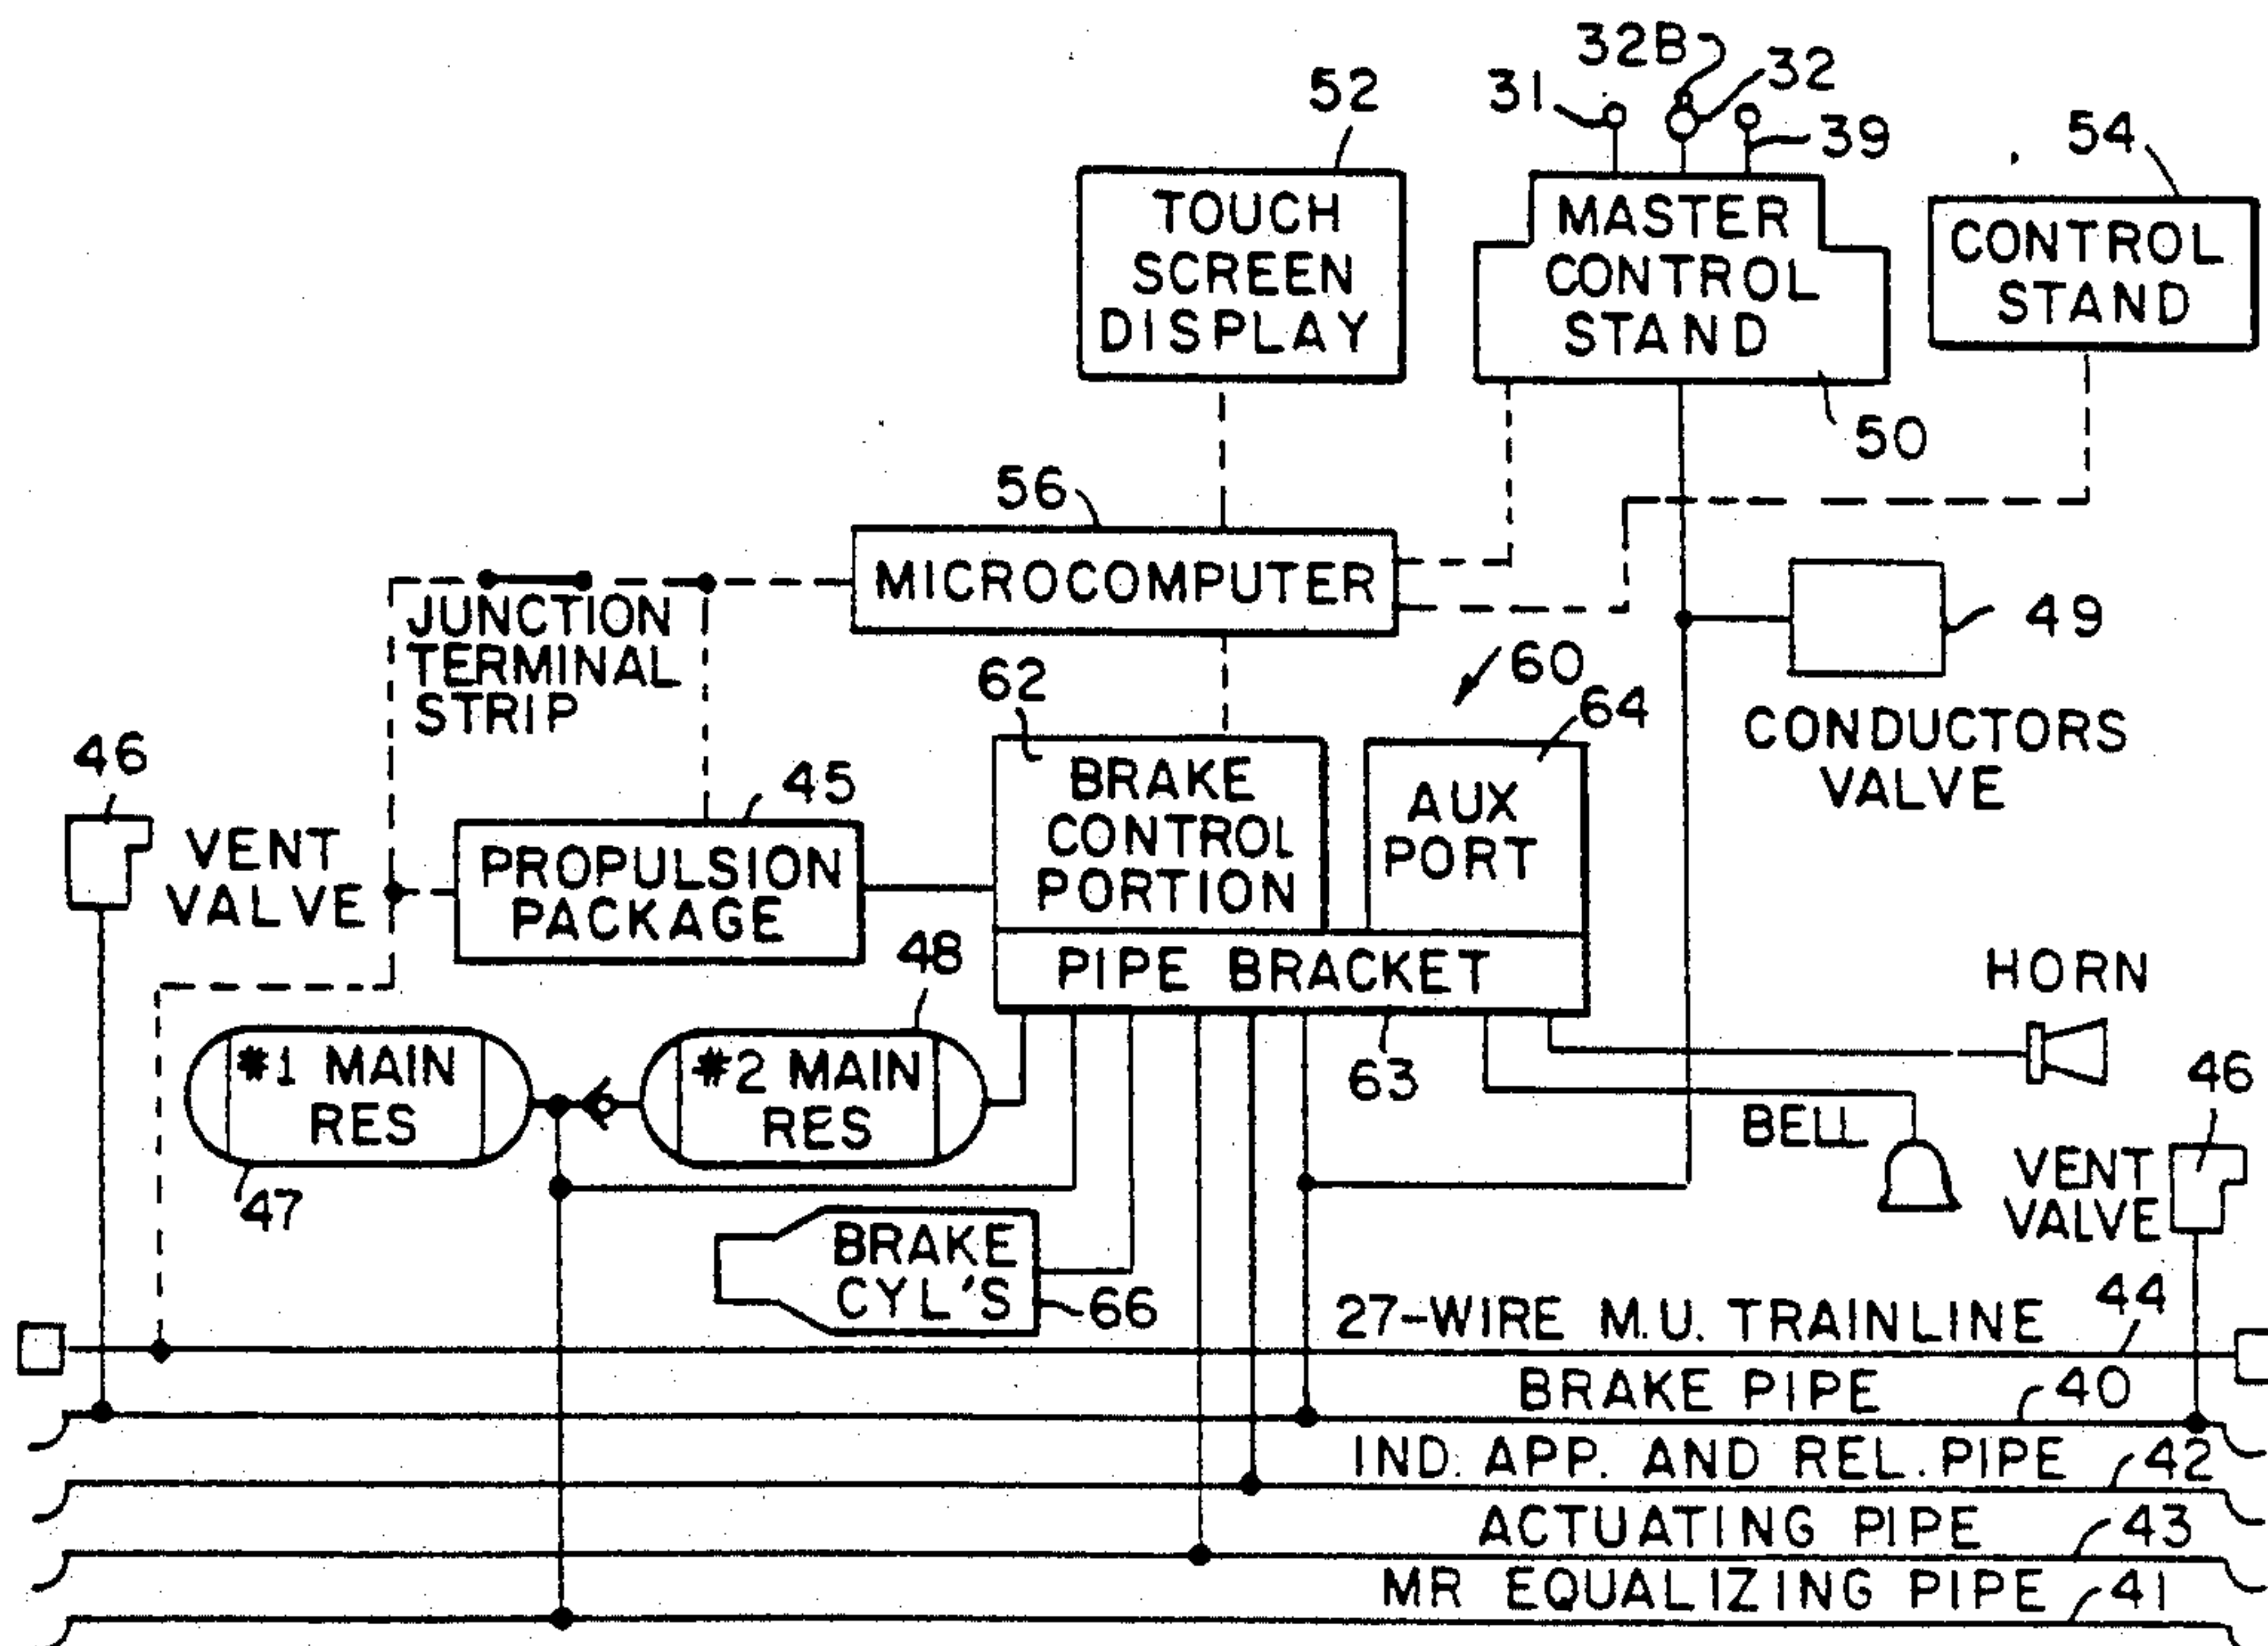 32B
31
32
39
52
54
TOUCH
SCREEN
DISPLAY
MASTER
CONTROL
STAND
CONTROL
STAND
50
56
MICROCOMPUTER
JUNCTION
TERMINAL
STRIP
49
CONDUCTORS
VALVE
60
62
64
46
VENT
VALVE
45
PROPULSION
PACKAGE
BRAKE
CONTROL
PORTION
AUX
PORT
PIPE BRACKET
48
63
HORN
#1 MAIN
RES
47
#2 MAIN
RES
BELL
46
VENT
VALVE
BRAKE
CYL'S
66
27-WIRE M.U. TRAINLINE
44
BRAKE PIPE
40
IND. APP. AND REL. PIPE
42
ACTUATING PIPE
43
MR EQUALIZING PIPE
41